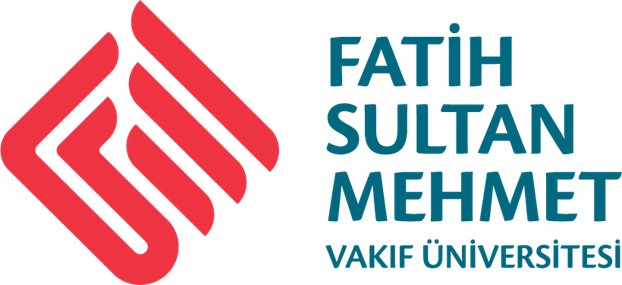 FATİH
SULTAN
MEHMET
VAKIF ÜNİVERSİTESİ